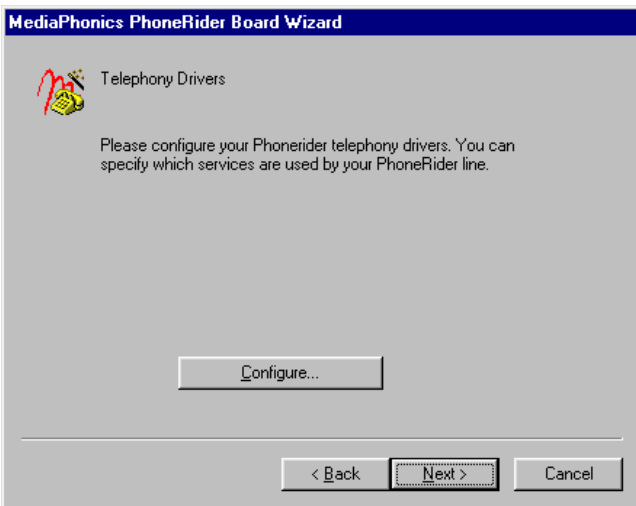 MediaPhonics PhoneRider Board Wizard
Telephony Drivers
Please configure your Phonerider telephony drivers. You can
specify which services are used by your PhoneRider line.
Configure...
< Back
Next >
Cancel